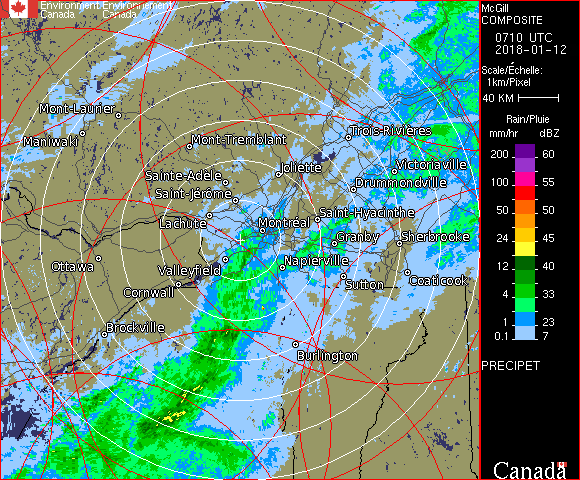 Environment Environnement
Canada Canada
McGill
COMPOSITE
0710 UTC
2018-01-12
Scale/Échelle:
1km/Pixel
40 KM
Rain/Pluie
mm/hr dBZ
200 60
100 55
50 50
24 45
12 40
4 33
1 23
0.1 7
PRECIPET
Canada
Mont-Laurier
Maniwaki
Mont-Tremblant
Trois-Rivières
Sainte-Adèle
Joliette
Victoriaville
Saint-Jérôme
Drummondville
Lachute
Montréal
Saint-Hyacinthe
Granby
Sherbrooke
Ottawa
Valleyfield
Napierville
Cornwall
Sutton
Coaticook
Brockville
Burlington